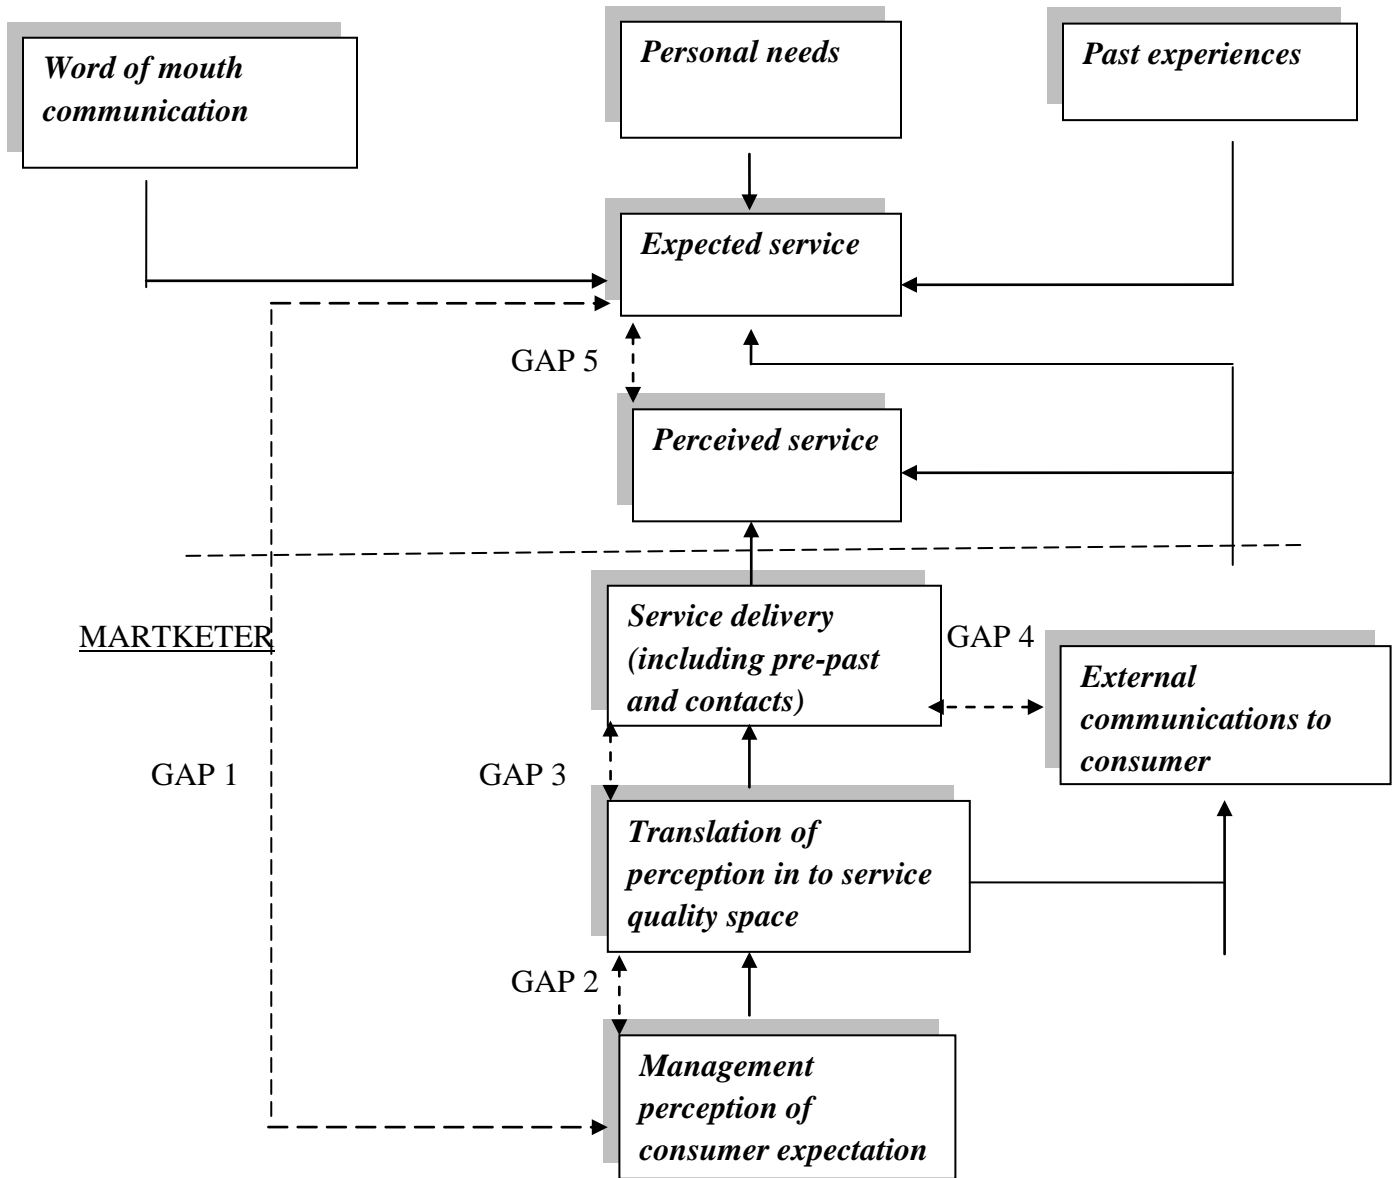 Word of mouth
communication
Personal needs
Past experiences
Expected service
GAP 5
Perceived service
MARTKETER
Service delivery
(including pre-past
and contacts)
GAP 4
External
communications to
consumer
GAP 1
GAP 3
Translation of
perception in to service
quality space
GAP 2
Management
perception of
consumer expectation